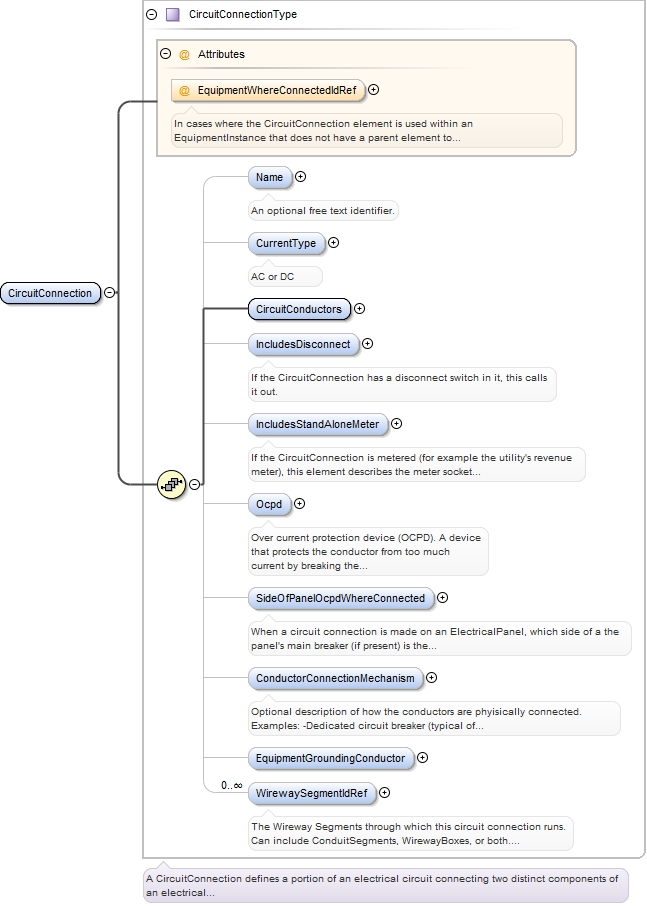 CircuitConnectionType
@ Attributes
@ EquipmentWhereConnectedIdRef
In cases where the CircuitConnection element is used within an
EquipmentInstance that does not have a parent element to...
Name
An optional free text identifier.
CurrentType
AC or DC
CircuitConnection
CircuitConductors
IncludesDisconnect
If the CircuitConnection has a disconnect switch in it, this calls
it out.
IncludesStandAloneMeter
If the CircuitConnection is metered (for example the utility's revenue
meter), this element describes the meter socket...
Ocpd
Over current protection device (OCPD). A device
that protects the conductor from too much
current by breaking the...
SideOfPanelOcpdWhereConnected
When a circuit connection is made on an ElectricalPanel, which side of a the
panel's main breaker (if present) is the...
ConductorConnectionMechanism
Optional description of how the conductors are phyisically connected.
Examples: -Dedicated circuit breaker (typical of...
EquipmentGroundingConductor
0..∞
WirewaySegmentIdRef
The Wireway Segments through which this circuit connection runs.
Can include ConduitSegments, WirewayBoxes, or both....
A CircuitConnection defines a portion of an electrical circuit connecting two distinct components of
an electrical...